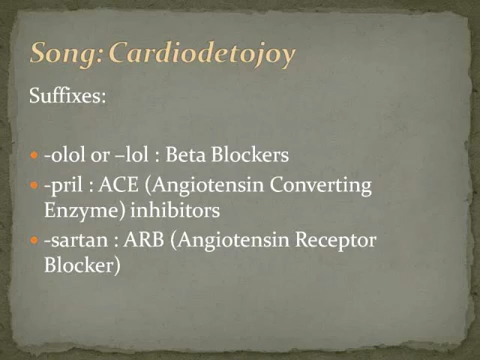 Song: Cardiodetojoy
Suffixes:
• -olol or –lol : Beta Blockers
• -pril : ACE (Angiotensin Converting
Enzyme) inhibitors
• -sartan : ARB (Angiotensin Receptor
Blocker)